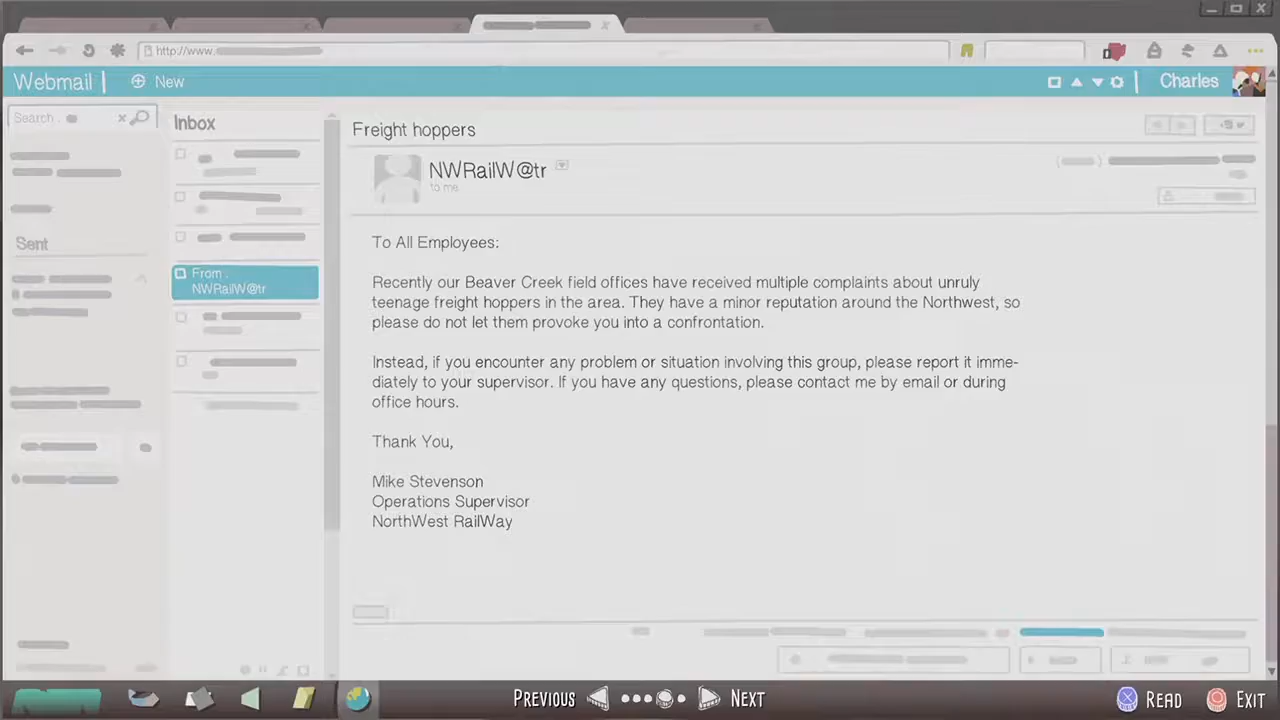 http://www.
Webmail | New Charles
Search
Inbox
Freight hoppers
NWRailW@tr
to me
Sent
From .
NWRailW@tr
To All Employees:
Recently our Beaver Creek field offices have received multiple complaints about unruly
teenage freight hoppers in the area. They have a minor reputation around the Northwest, so
please do not let them provoke you into a confrontation.
Instead, if you encounter any problem or situation involving this group, please report it imme-
diately to your supervisor. If you have any questions, please contact me by email or during
office hours.
Thank You,
Mike Stevenson
Operations Supervisor
NorthWest RailWay
PREVIOUS NEXT READ EXIT